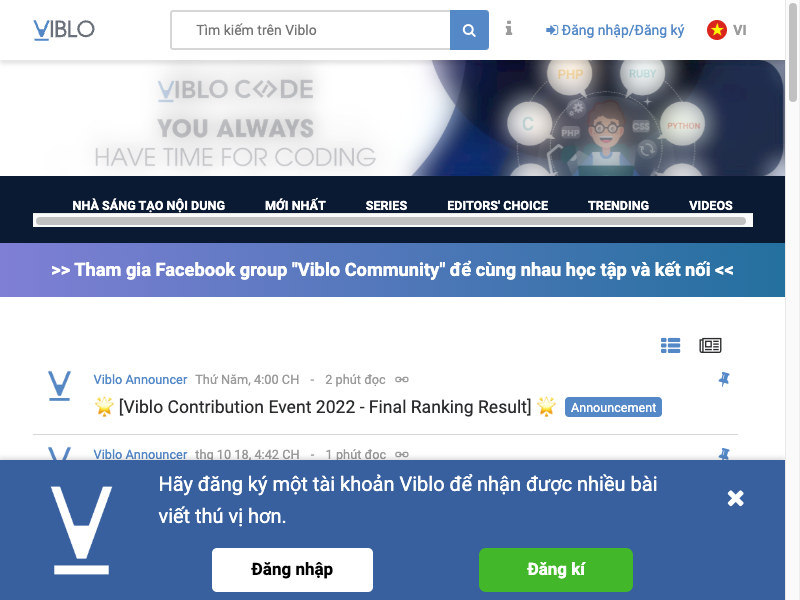 VIBLO
Tìm kiếm trên Viblo
Đăng nhập/Đăng ký
VI
VIBLO C</>DE
YOU ALWAYS
HAVE TIME FOR CODING
PHP
RUBY
C
PHP
CSS
PYTHON
NHÀ SÁNG TẠO NỘI DUNG
MỚI NHẤT
SERIES
EDITORS' CHOICE
TRENDING
VIDEOS
>> Tham gia Facebook group "Viblo Community" để cùng nhau học tập và kết nối <<
Viblo Announcer Thứ Năm, 4:00 CH - 2 phút đọc
🌟 [Viblo Contribution Event 2022 - Final Ranking Result] 🌟 Announcement
Viblo Announcer thg 10 18, 4:42 CH - 1 phút đọc
Hãy đăng ký một tài khoản Viblo để nhận được nhiều bài
viết thú vị hơn.
Đăng nhập
Đăng kí